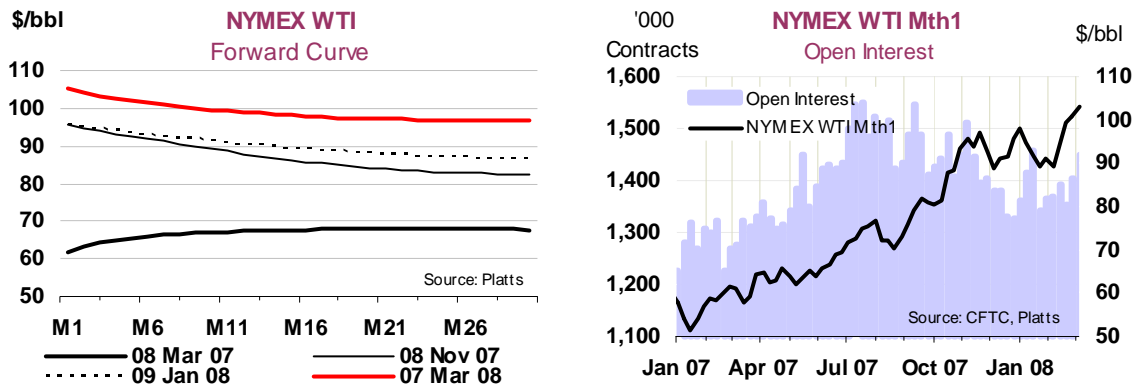 $/bbl
NYMEX WTI
Forward Curve
110
100
90
80
70
60
50
Source: Platts
M1 M6 M11 M16 M21 M26
08 Mar 07 08 Nov 07
09 Jan 08 07 Mar 08
'000
Contracts
NYMEX WTI Mth1
Open Interest
$/bbl
1,600 110
Open Interest
1,500 100
NYMEX WTI Mth1
90
1,400
80
1,300 70
1,200 60
Source: CFTC, Platts
1,100 50
Jan 07 Apr 07 Jul 07 Oct 07 Jan 08